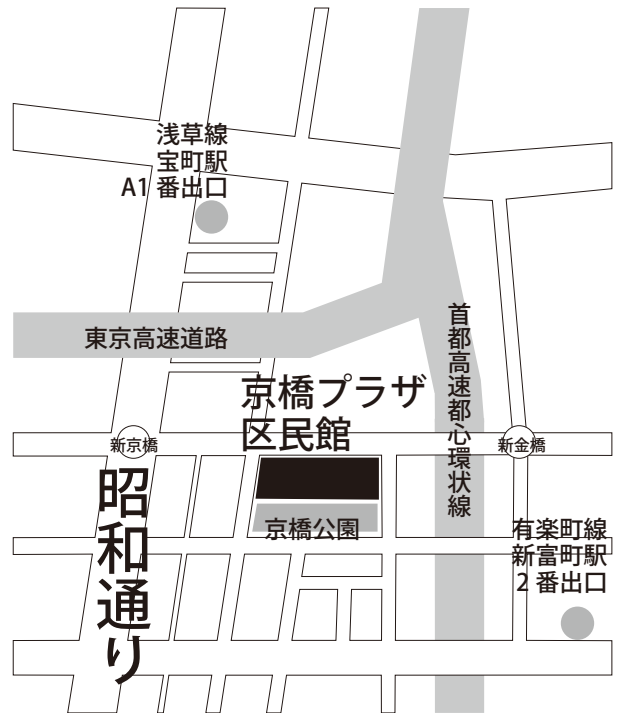 浅草線
宝町駅
A1 番出口
東京高速道路
首都高速都心環状線
京橋プラザ
区民館
新京橋
新金橋
昭和通り
京橋公園
有楽町線
新富町駅
2 番出口